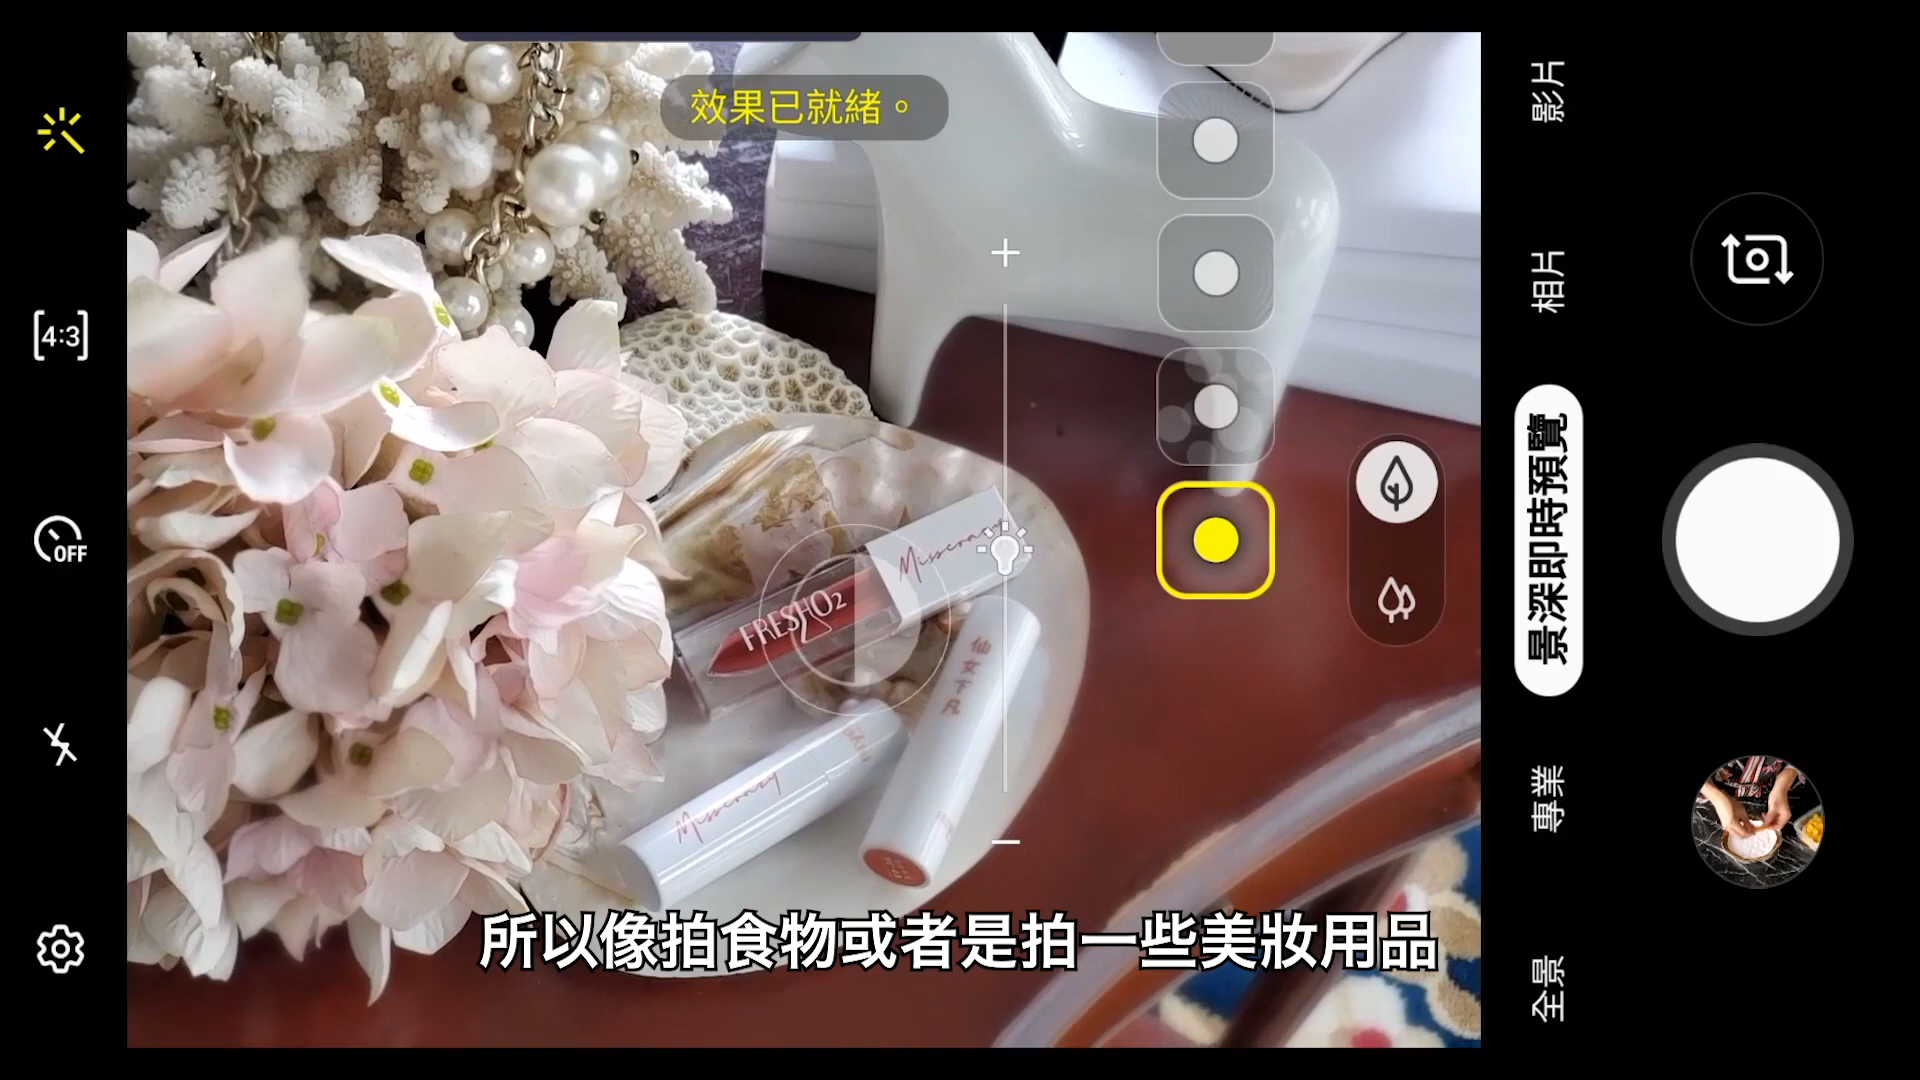 效果已就緒。
4:3
OFF
Misscrazy
FRESHO2
仙女下凡
Misscrazy
所以像拍食物或者是拍一些美妝用品
影片
相片
景深即時預覽
專業
全景